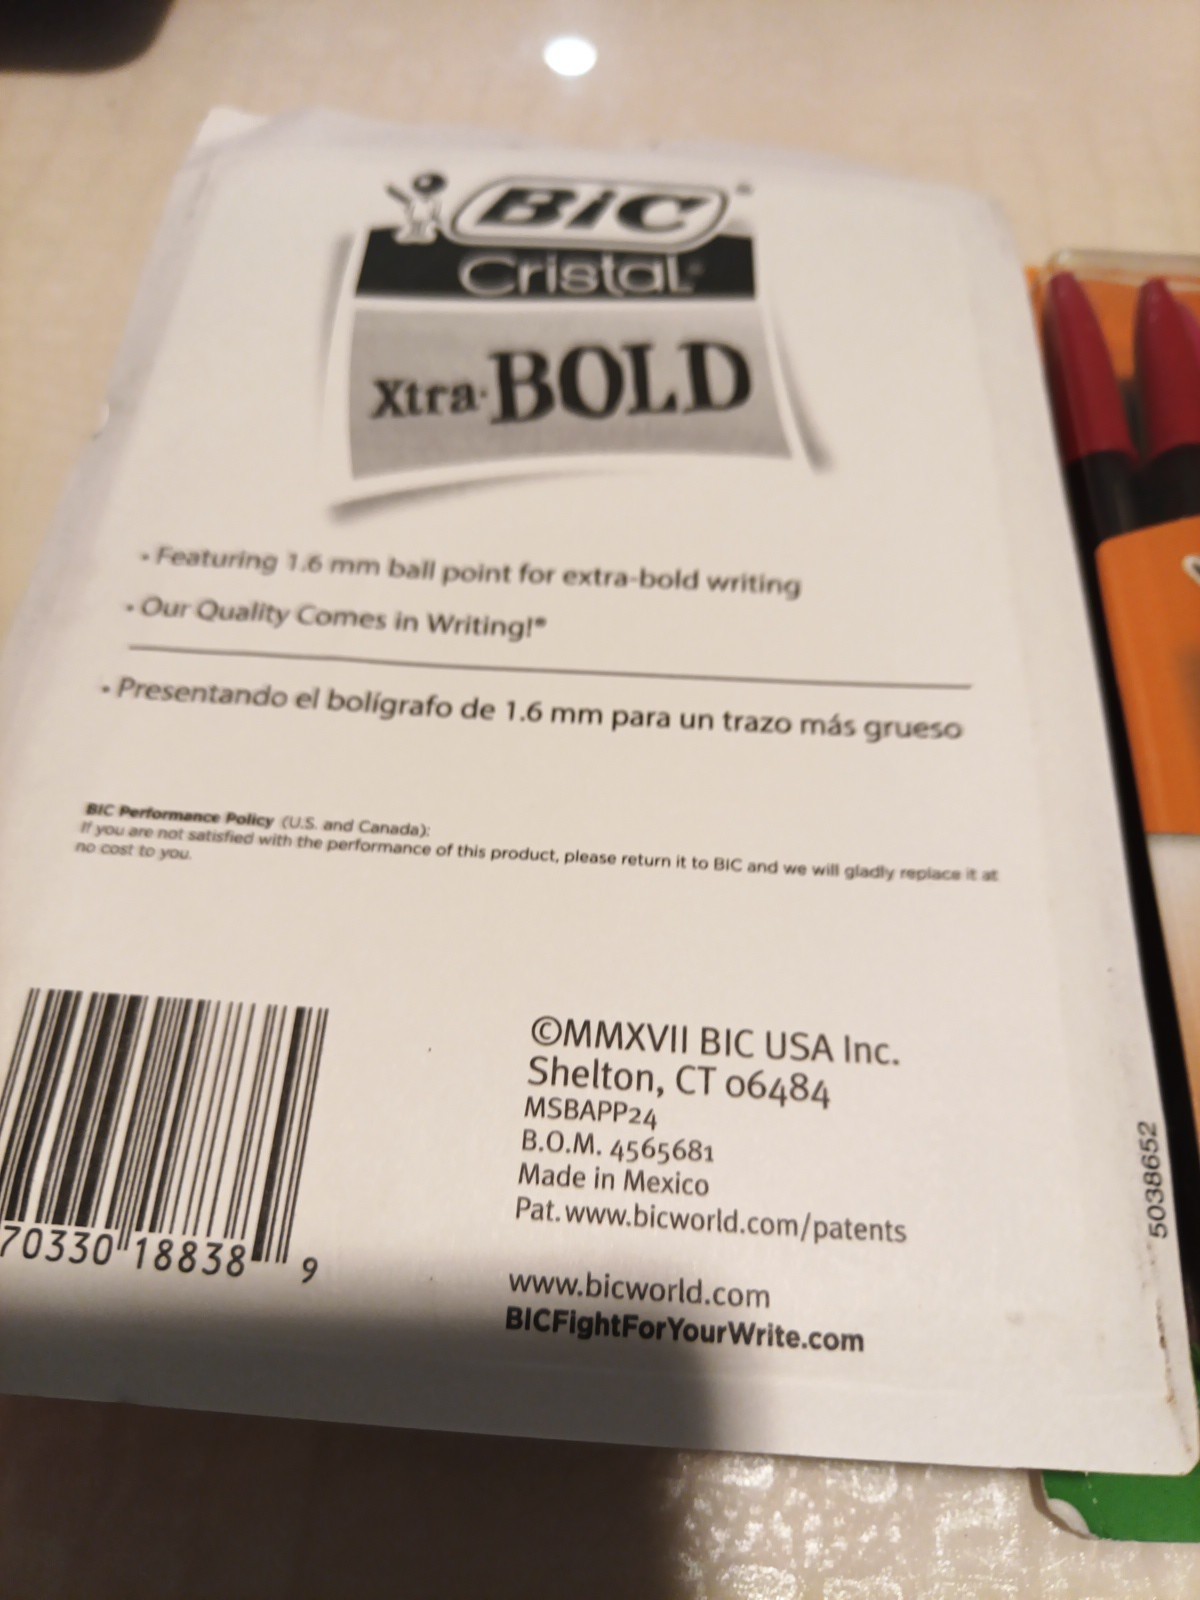 BiC®
Cristal®
Xtra-BOLD
• Featuring 1.6 mm ball point for extra-bold writing
• Our Quality Comes in Writing!®
• Presentando el bolígrafo de 1.6 mm para un trazo más grueso
BIC Performance Policy (U.S. and Canada):
If you are not satisfied with the performance of this product, please return it to BIC and we will gladly replace it at
no cost to you.
70330 18838 9
©MMXVII BIC USA Inc.
Shelton, CT 06484
MSBAPP24
B.O.M. 4565681
Made in Mexico
Pat. www.bicworld.com/patents
www.bicworld.com
BICFightForYourWrite.com
5038652